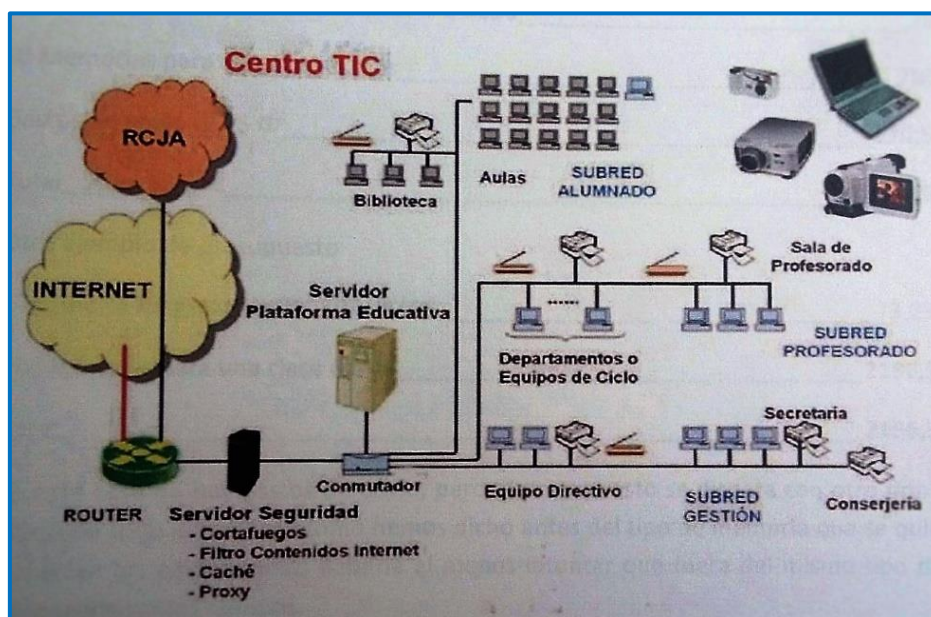 Centro TIC
RCJA
INTERNET
ROUTER
Servidor Seguridad
- Cortafuegos
- Filtro Contenidos Internet
- Caché
- Proxy
Servidor
Plataforma Educativa
Conmutador
Biblioteca
Aulas
SUBRED
ALUMNADO
Sala de
Profesorado
Departamentos o
Equipos de Ciclo
SUBRED
PROFESORADO
Equipo Directivo
SUBRED
GESTIÓN
Secretaria
Conserjería